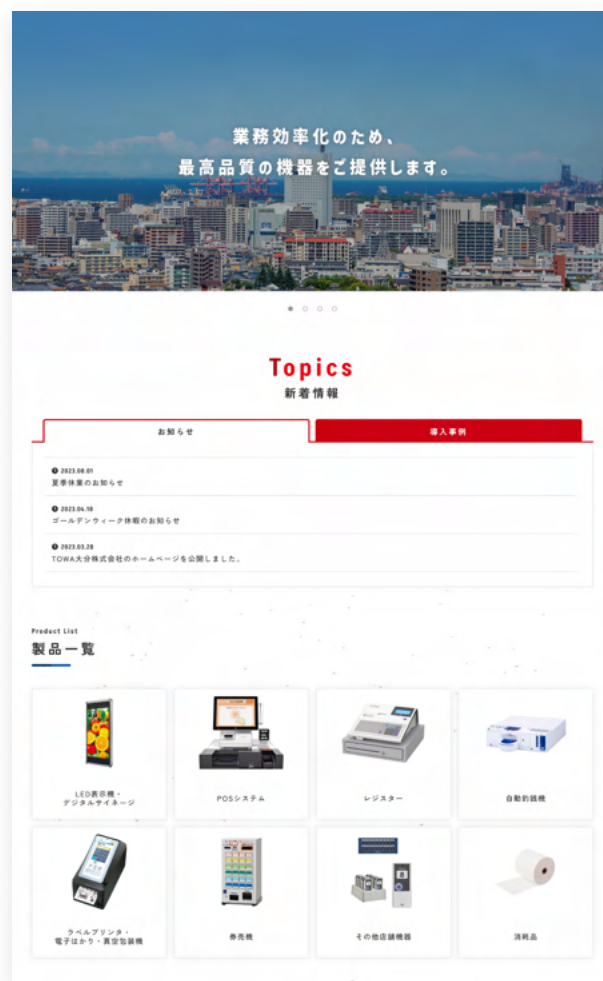 業務効率化のため、
最高品質の機器をご提供します。
Topics
新着情報
お知らせ
導入事例
2023.08.01
夏季休業のお知らせ
2023.04.18
ゴールデンウィーク休暇のお知らせ
2023.03.28
TOWA大分株式会社のホームページを公開しました。
Product List
製品一覧
LED表示機・
デジタルサイネージ
POSシステム
レジスター
自動釣銭機
ラベルプリンタ・
電子はかり・真空包装機
券売機
その他店舗機器
消耗品